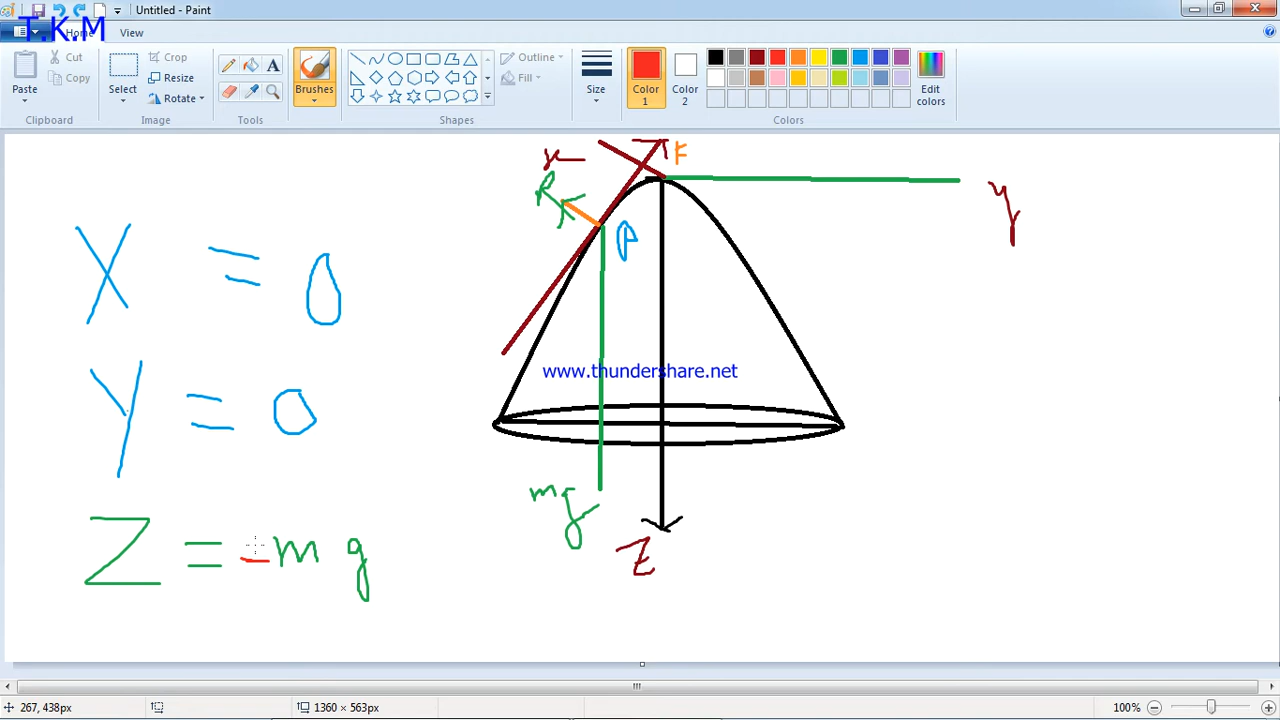 Untitled - Paint
T.K.M
Home
View
Paste
Cut
Copy
Clipboard
Select
Crop
Resize
Rotate
Image
Tools
Brushes
Outline
Fill
Shapes
Size
Color 1
Color 2
Edit colors
Colors
x
F
R
P
y
X = 0
www.thundershare.net
Y = 0
mg
Z
Z = -mg
267, 438px
1360 × 563px
100%